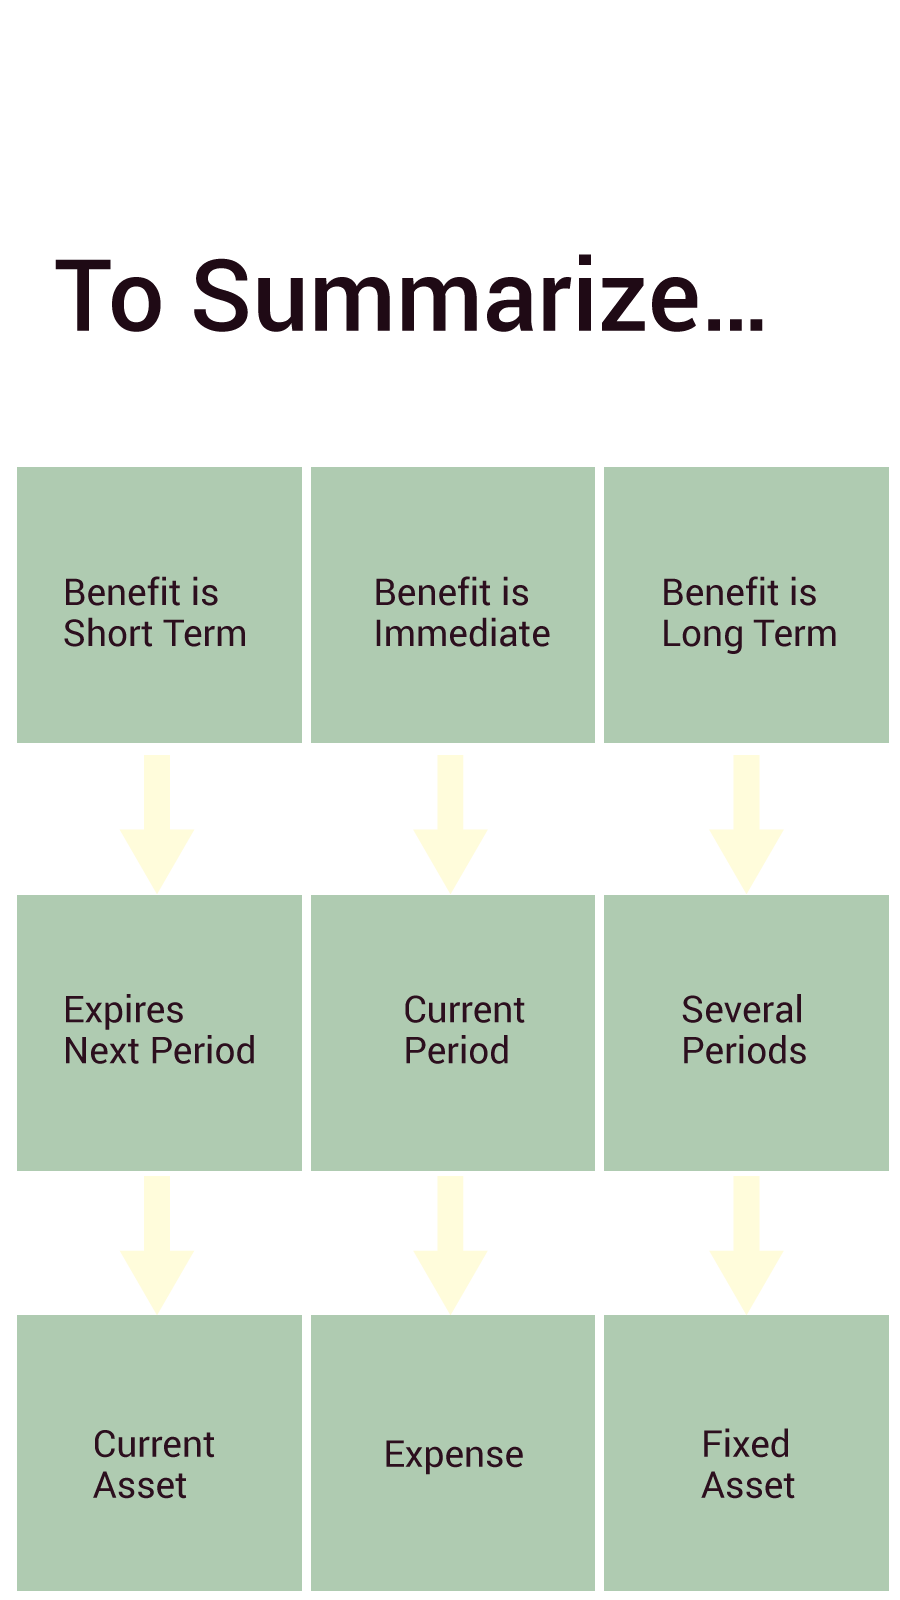 To Summarize...
Benefit is
Short Term
Benefit is
Immediate
Benefit is
Long Term
Expires
Next Period
Current
Period
Several
Periods
Current
Asset
Expense
Fixed
Asset